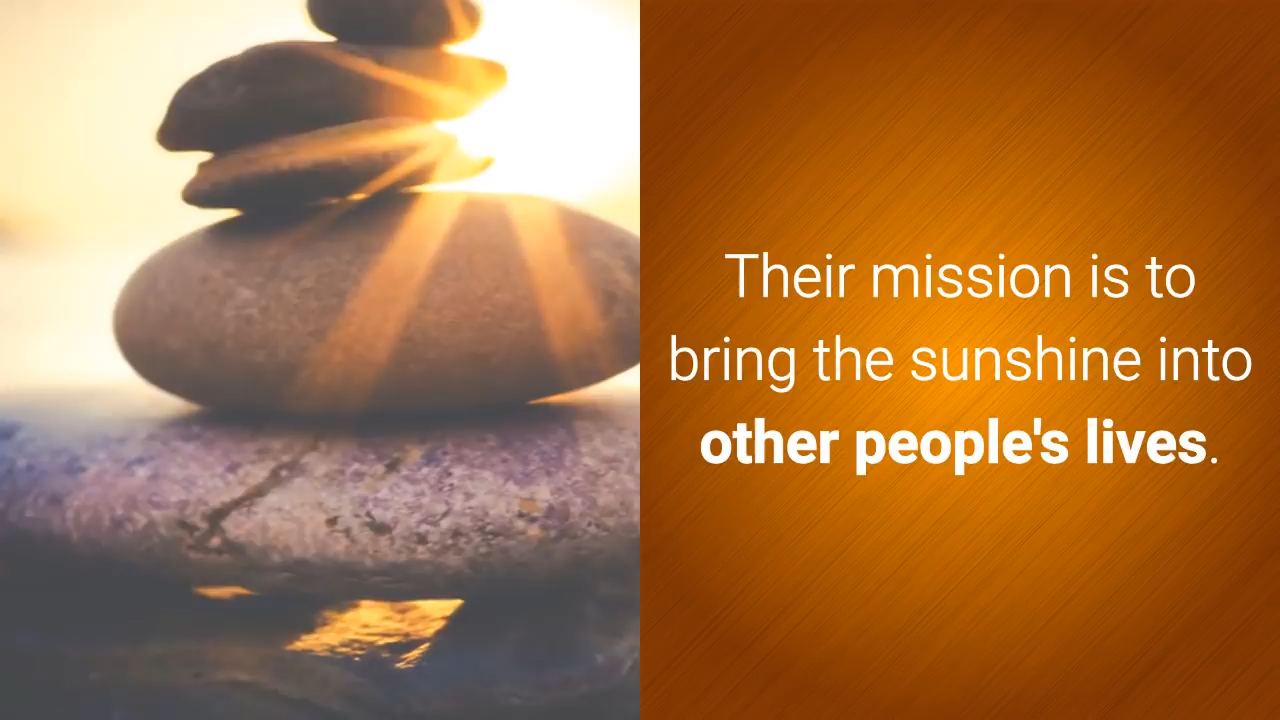 Their mission is to
bring the sunshine into
other people's lives.